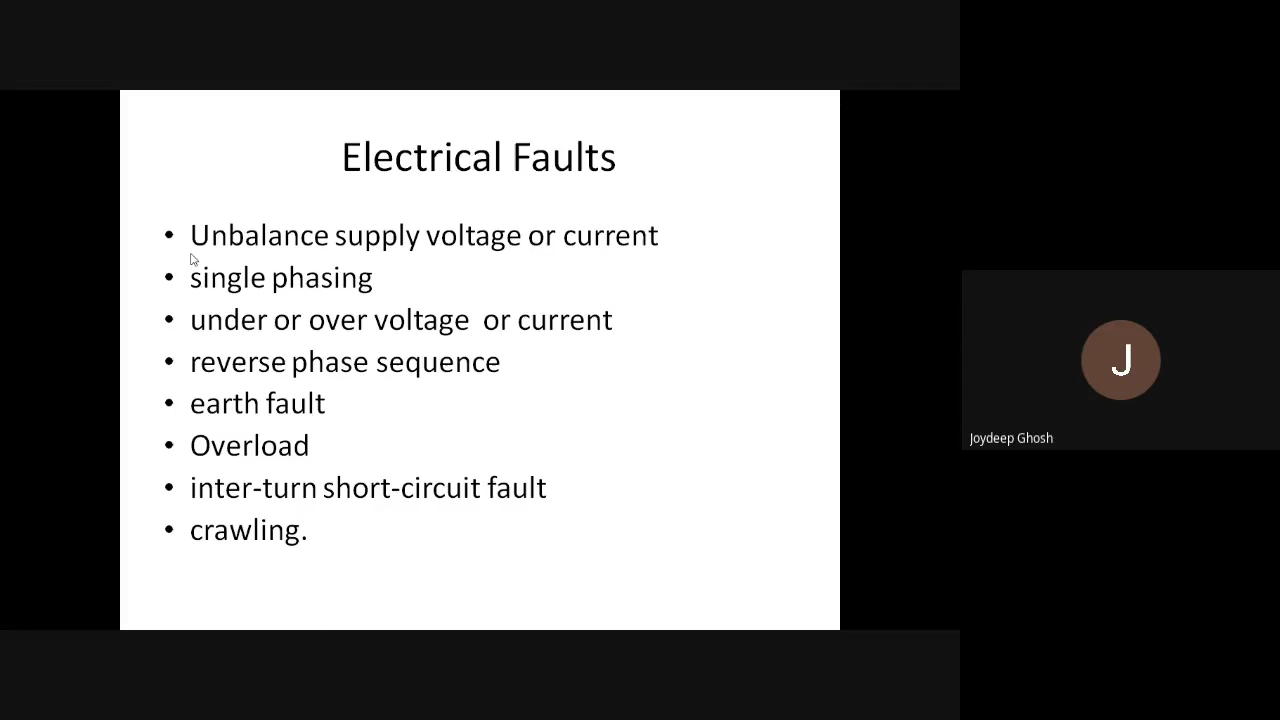 Electrical Faults
• Unbalance supply voltage or current
• single phasing
• under or over voltage or current
• reverse phase sequence
• earth fault
• Overload
• inter-turn short-circuit fault
• crawling.
J
Joydeep Ghosh